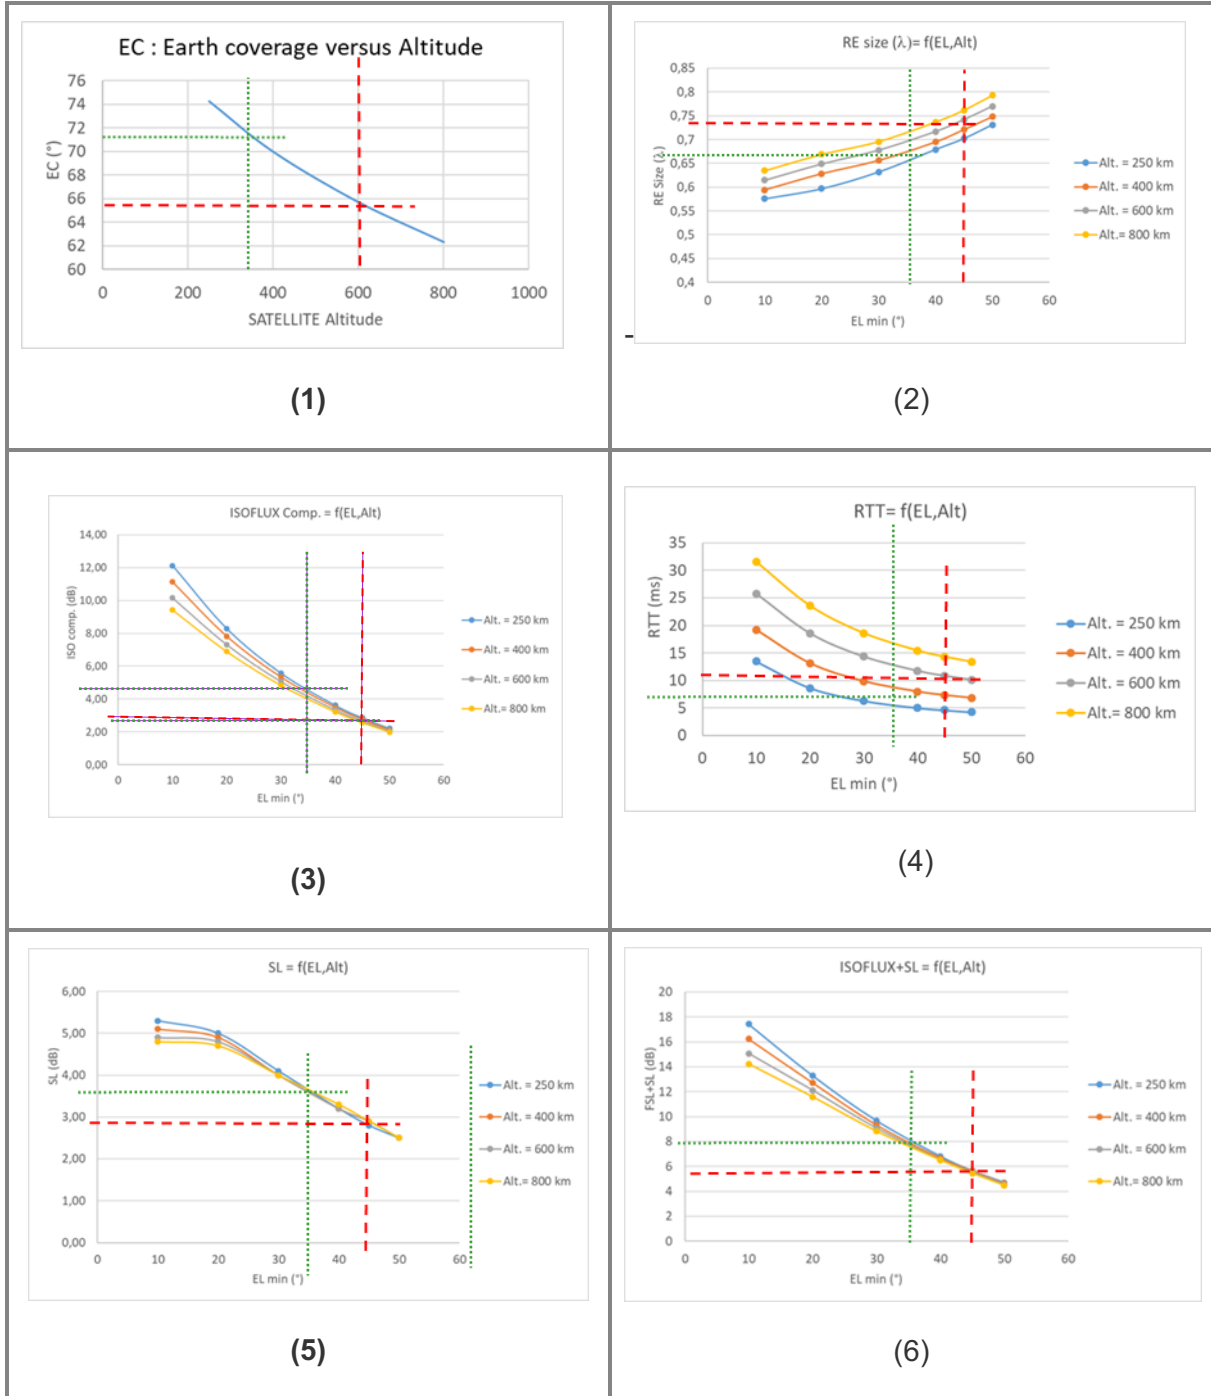 EC : Earth coverage versus Altitude
76
74
72
70
68
66
64
62
60
EC (°)
0 200 400 600 800 1000
SATELLITE Altitude
(1)
RE size (λ)= f(EL,Alt)
0,85
0,8
0,75
0,7
0,65
0,6
0,55
0,5
0,45
0,4
RE Size (λ)
0 10 20 30 40 50 60
EL min (°)
Alt. = 250 km
Alt. = 400 km
Alt. = 600 km
Alt.= 800 km
(2)
ISOFLUX Comp. = f(EL,Alt)
14,00
12,00
10,00
8,00
6,00
4,00
2,00
0,00
ISO comp. (dB)
0 10 20 30 40 50 60
EL min (°)
Alt. = 250 km
Alt. = 400 km
Alt. = 600 km
Alt.= 800 km
(3)
RTT= f(EL,Alt)
35
30
25
20
15
10
5
0
RTT (ms)
0 10 20 30 40 50 60
EL min (°)
Alt. = 250 km
Alt. = 400 km
Alt. = 600 km
Alt.= 800 km
(4)
SL = f(EL,Alt)
6,00
5,00
4,00
3,00
2,00
1,00
0,00
SL (dB)
0 10 20 30 40 50 60
EL min (°)
Alt. = 250 km
Alt. = 400 km
Alt. = 600 km
Alt.= 800 km
(5)
ISOFLUX+SL = f(EL,Alt)
20
18
16
14
12
10
8
6
4
2
0
FSL+SL (dB)
0 10 20 30 40 50 60
EL min (°)
Alt. = 250 km
Alt. = 400 km
Alt. = 600 km
Alt.= 800 km
(6)